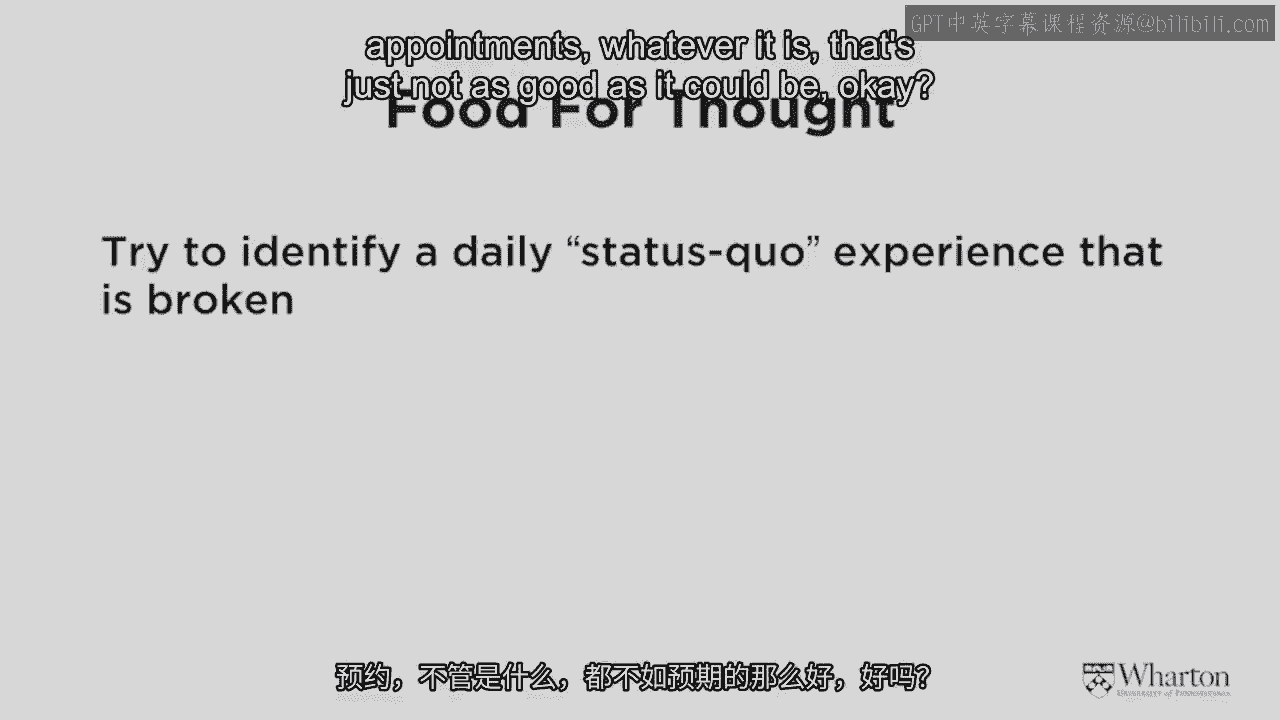 GPT中英字幕课程资源@bilibili.com
appointments, whatever it is, that's
just not as good as it could be, okay?
Food For Thought
Try to identify a daily “status-quo” experience that
is broken
预约，不管是什么，都不如预期的那么好，好吗？
Wharton
UNIVERSITY of PENNSYLVANIA